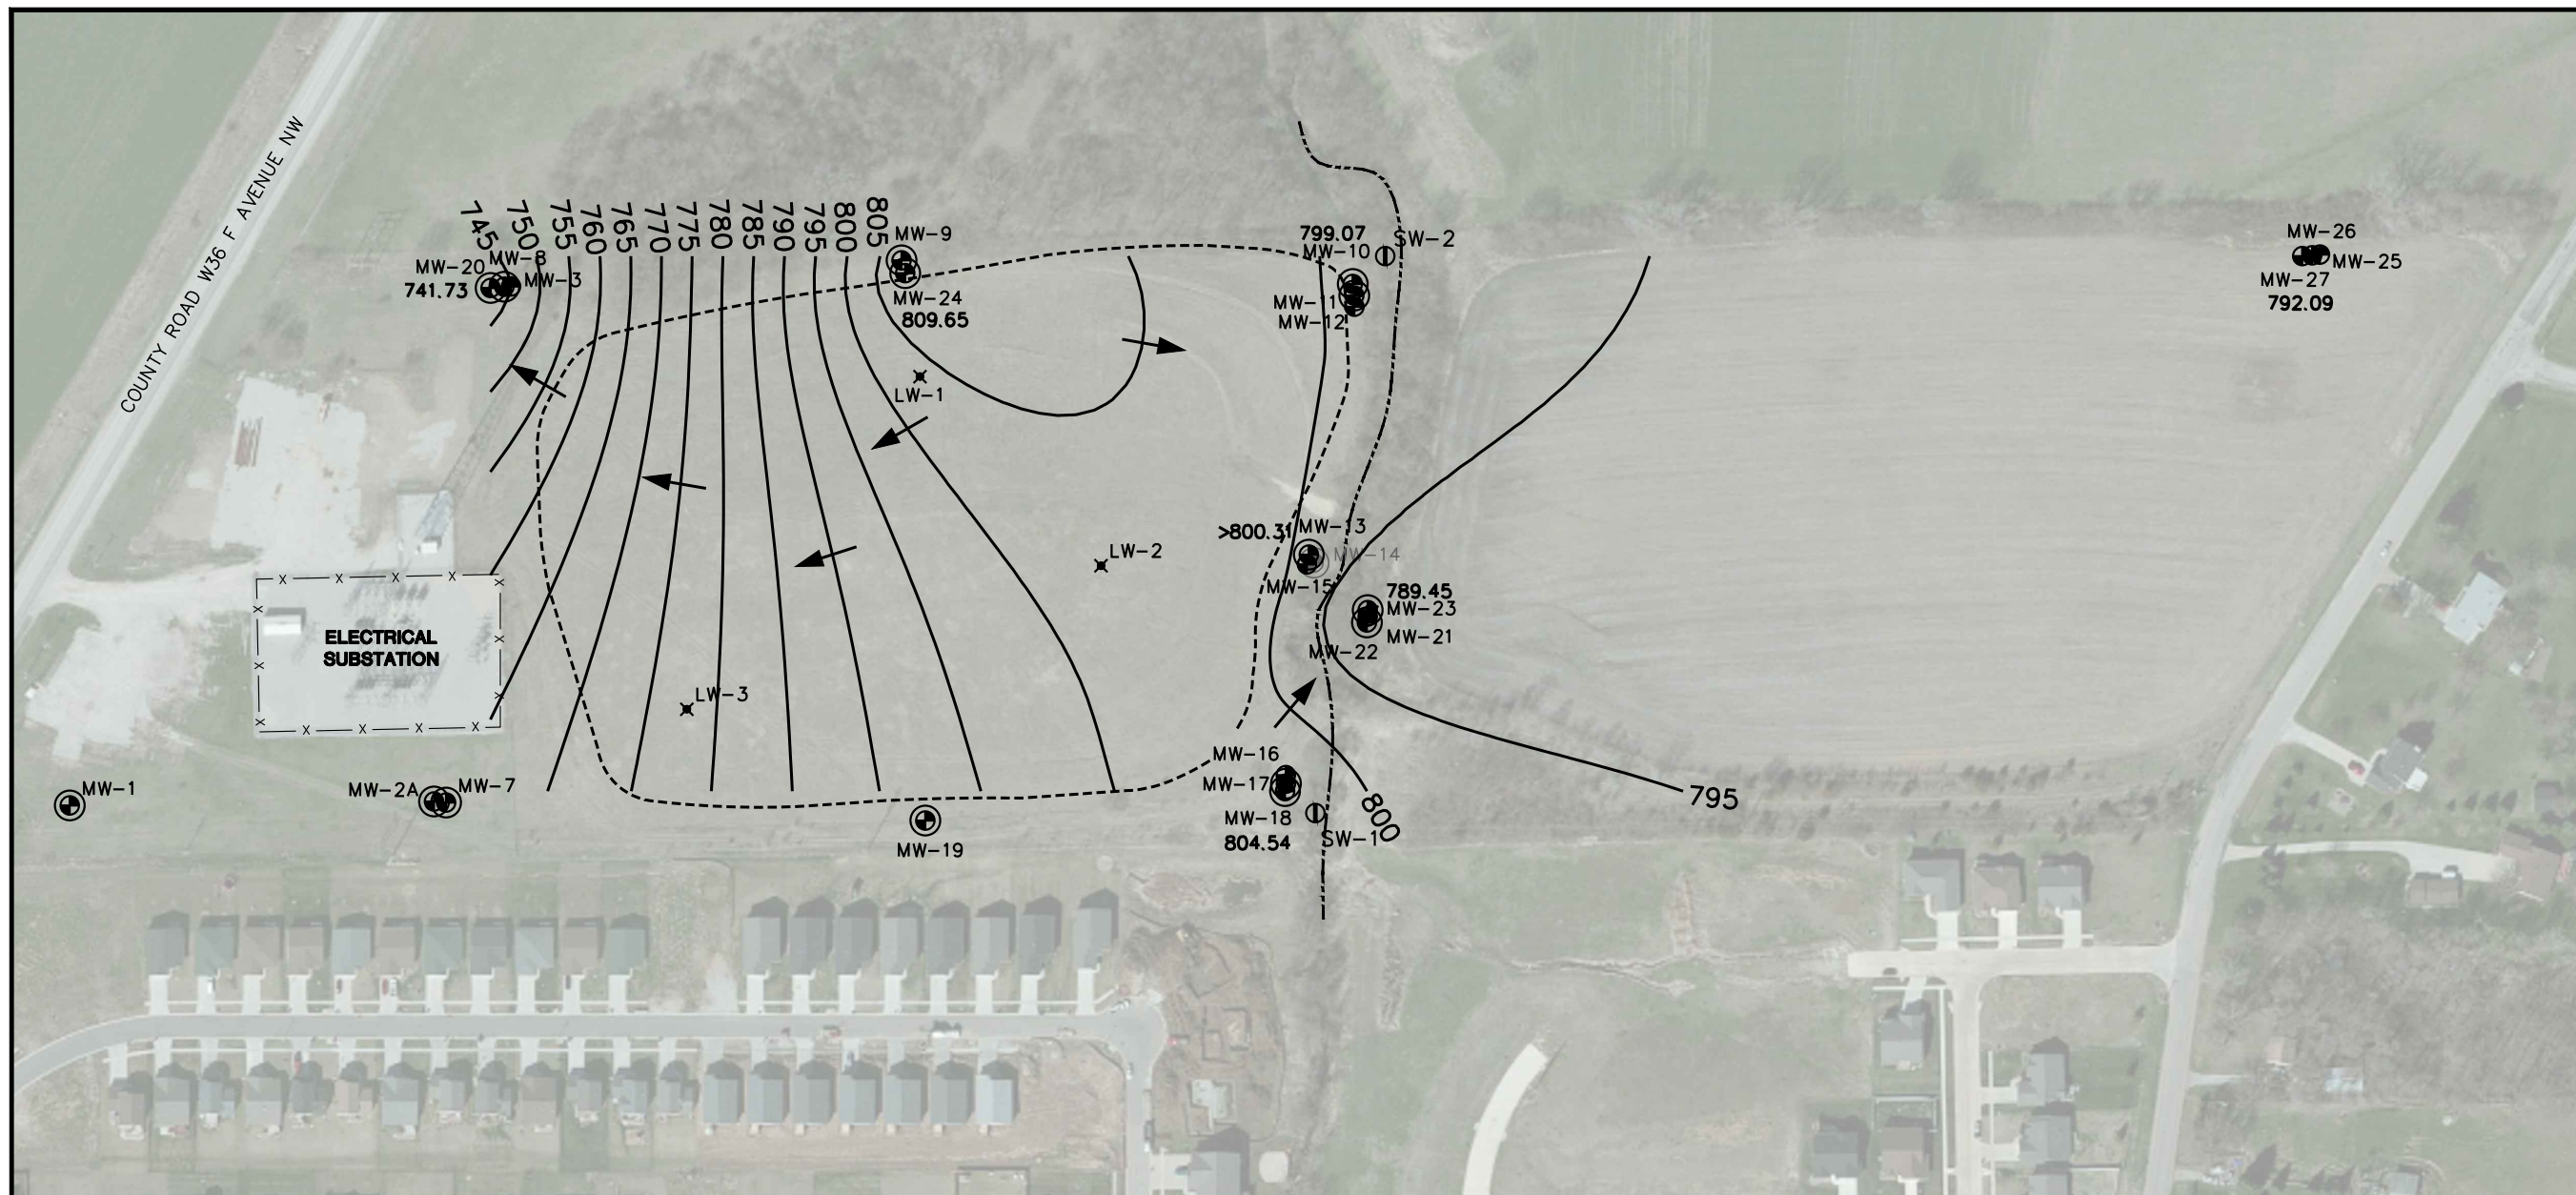 COUNTY ROAD W36 F AVENUE NW
745
750
755
760
765
770
775
780
785
790
795
800
805
MW-9
MW-24
809.65
MW-20
MW-8
MW-3
741.73
799.07
MW-10
SW-2
MW-11
MW-12
MW-26
MW-25
MW-27
792.09
LW-1
>800.31
MW-13
MW-14
MW-15
LW-2
789.45
MW-23
MW-21
MW-22
ELECTRICAL
SUBSTATION
X X X X
X X
X
X X
X X X X X
LW-3
MW-1
MW-2A
MW-7
MW-19
MW-16
MW-17
MW-18
804.54
SW-1
800
795